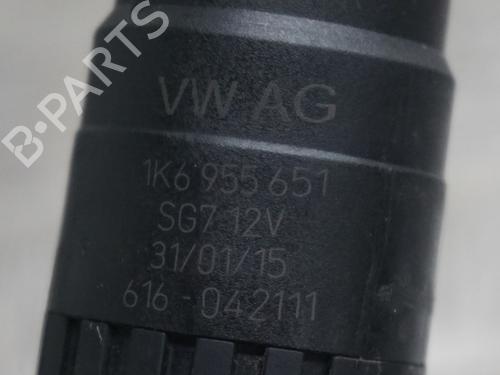 B-PARTS
VW AG
1K6 955 651
SG7 12V
31/01/15
616-042111